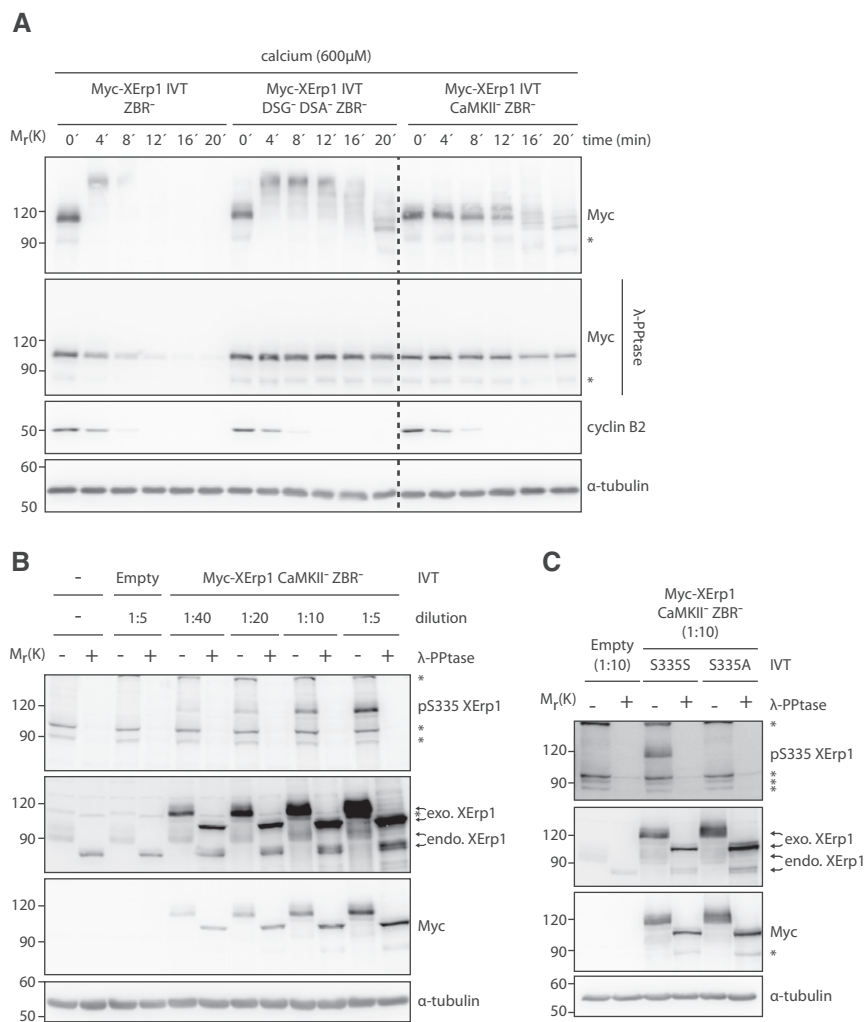 A
calcium (600µM)
Myc-XErp1 IVT Myc-XErp1 IVT Myc-XErp1 IVT
ZBR⁻ DSG⁻ DSA⁻ ZBR⁻ CaMKII⁻ ZBR⁻
Mr(K) 0´ 4´ 8´ 12´ 16´ 20´ 0´ 4´ 8´ 12´ 16´ 20´ 0´ 4´ 8´ 12´ 16´ 20´ time (min)
120 Myc
90 *
120 Myc λ-PPtase
90 *
50 cyclin B2
60 α-tubulin
50
B
- Empty Myc-XErp1 CaMKII⁻ ZBR⁻ IVT
- 1:5 1:40 1:20 1:10 1:5 dilution
Mr(K) - + - + - + - + - + - + λ-PPtase
*
120 pS335 XErp1
*
90 *
120 * exo. XErp1
90 endo. XErp1
120 Myc
90
60 α-tubulin
50
C
Myc-XErp1
CaMKII⁻ ZBR⁻
Empty (1:10)
(1:10) S335S S335A IVT
Mr(K) - + - + - + λ-PPtase
*
120 pS335 XErp1
*
90 *
*
120 exo. XErp1
90 endo. XErp1
120 Myc
90 *
60 α-tubulin
50